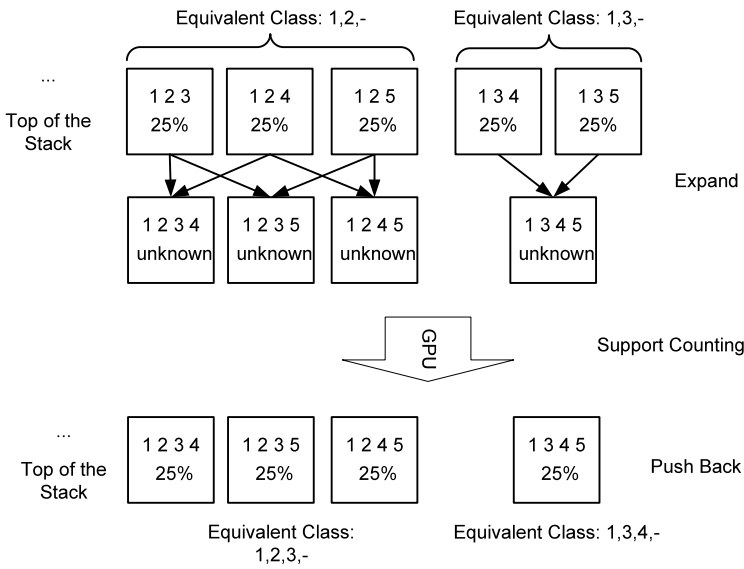 Equivalent Class: 1,2,-
Equivalent Class: 1,3,-
...
Top of the
Stack
1 2 3
25%
1 2 4
25%
1 2 5
25%
1 3 4
25%
1 3 5
25%
Expand
1 2 3 4
unknown
1 2 3 5
unknown
1 2 4 5
unknown
1 3 4 5
unknown
GPU
Support Counting
...
Top of the
Stack
1 2 3 4
25%
1 2 3 5
25%
1 2 4 5
25%
1 3 4 5
25%
Push Back
Equivalent Class:
1,2,3,-
Equivalent Class: 1,3,4,-